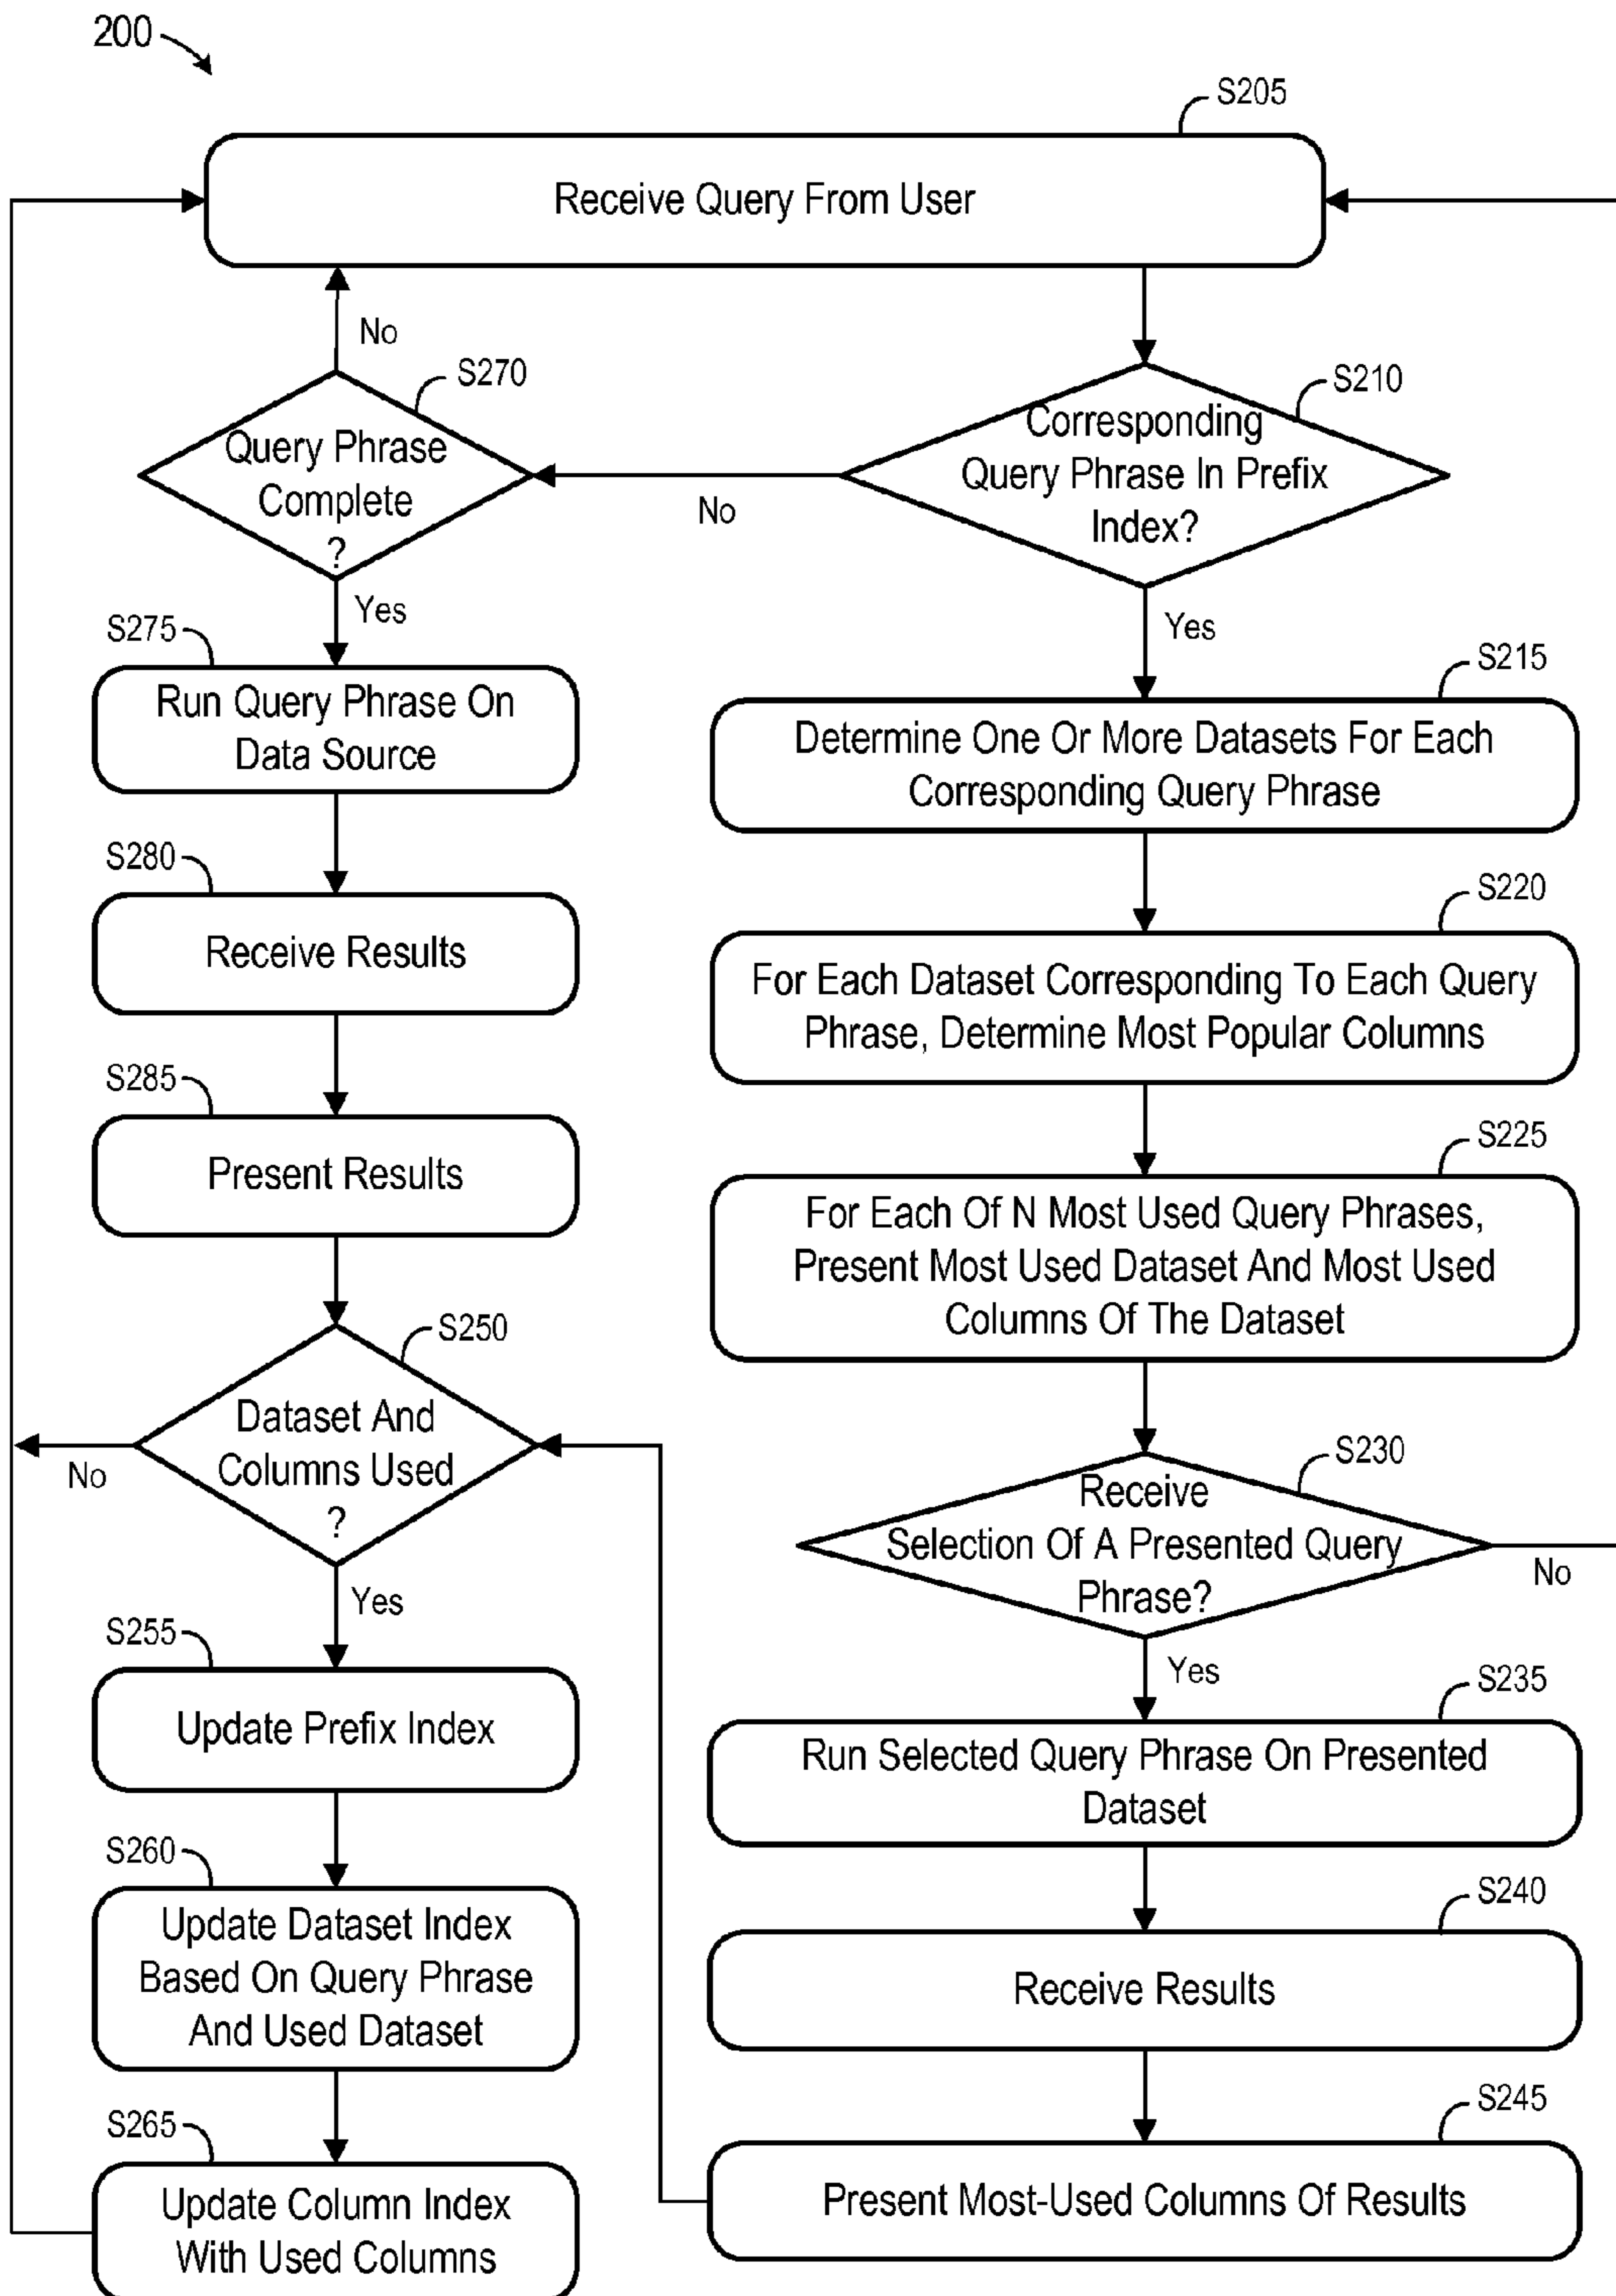 200
S205
Receive Query From User
No
S270
Query Phrase
Complete
?
No
S210
Corresponding
Query Phrase In Prefix
Index?
Yes
Yes
S275
Run Query Phrase On
Data Source
S215
Determine One Or More Datasets For Each
Corresponding Query Phrase
S280
Receive Results
S220
For Each Dataset Corresponding To Each Query
Phrase, Determine Most Popular Columns
S285
Present Results
S225
For Each Of N Most Used Query Phrases,
Present Most Used Dataset And Most Used
Columns Of The Dataset
S250
Dataset And
Columns Used
?
No
S230
Receive
Selection Of A Presented Query
Phrase?
No
Yes
Yes
S255
Update Prefix Index
S235
Run Selected Query Phrase On Presented
Dataset
S260
Update Dataset Index
Based On Query Phrase
And Used Dataset
S240
Receive Results
S265
Update Column Index
With Used Columns
S245
Present Most-Used Columns Of Results